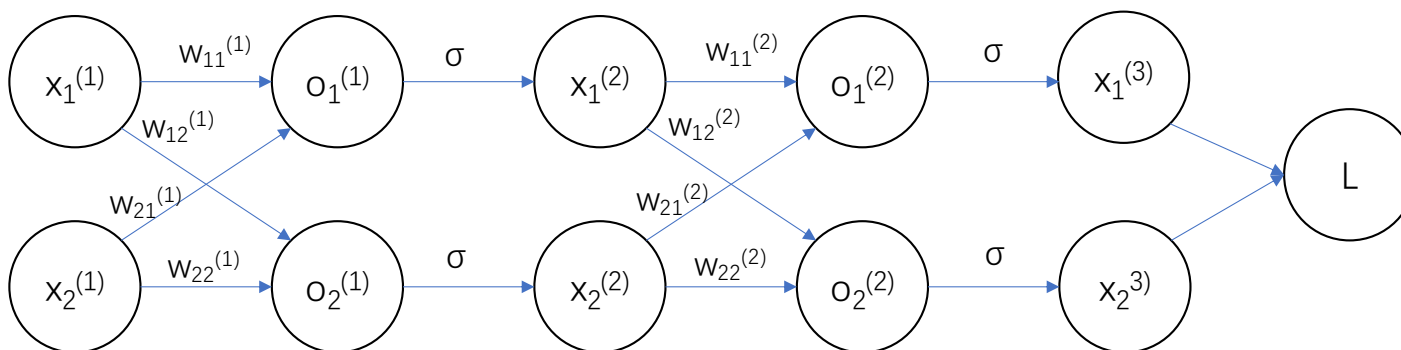 x₁⁽¹⁾ w₁₁⁽¹⁾ o₁⁽¹⁾ σ x₁⁽²⁾ w₁₁⁽²⁾ o₁⁽²⁾ σ x₁⁽³⁾
w₁₂⁽¹⁾ w₁₂⁽²⁾
L
w₂₁⁽¹⁾ w₂₁⁽²⁾
x₂⁽¹⁾ w₂₂⁽¹⁾ o₂⁽¹⁾ σ x₂⁽²⁾ w₂₂⁽²⁾ o₂⁽²⁾ σ x₂³⁾